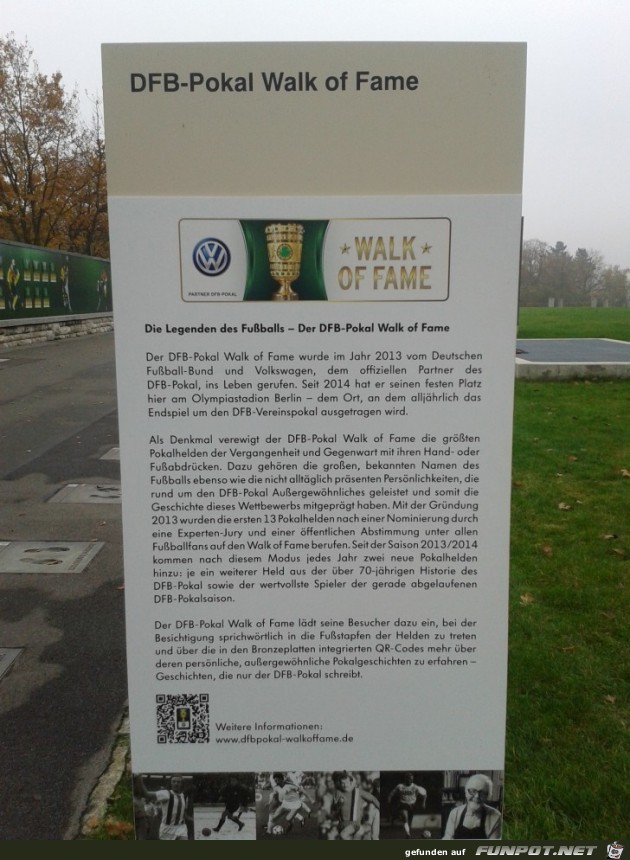 DFB-Pokal Walk of Fame
PARTNER DFB-POKAL
WALK
OF FAME
Die Legenden des Fußballs – Der DFB-Pokal Walk of Fame
Der DFB-Pokal Walk of Fame wurde im Jahr 2013 vom Deutschen
Fußball-Bund und Volkswagen, dem offiziellen Partner des
DFB-Pokal, ins Leben gerufen. Seit 2014 hat er seinen festen Platz
hier am Olympiastadion Berlin – dem Ort, an dem alljährlich das
Endspiel um den DFB-Vereinspokal ausgetragen wird.
Als Denkmal verewigt der DFB-Pokal Walk of Fame die größten
Pokalhelden der Vergangenheit und Gegenwart mit ihren Hand- oder
Fußabdrücken. Dazu gehören die großen, bekannten Namen des
Fußballs ebenso wie die nicht alltäglich präsenten Persönlichkeiten, die
rund um den DFB-Pokal Außergewöhnliches geleistet und somit die
Geschichte dieses Wettbewerbs mitgeprägt haben. Mit der Gründung
2013 wurden die ersten 13 Pokalhelden nach einer Nominierung durch
eine Experten-Jury und einer öffentlichen Abstimmung unter allen
Fußballfans auf den Walk of Fame berufen. Seit der Saison 2013/2014
kommen nach diesem Modus jedes Jahr zwei neue Pokalhelden
hinzu: je ein weiterer Held aus der über 70-jährigen Historie des
DFB-Pokal sowie der wertvollste Spieler der gerade abgelaufenen
DFB-Pokalsaison.
Der DFB-Pokal Walk of Fame lädt seine Besucher dazu ein, bei der
Besichtigung sprichwörtlich in die Fußstapfen der Helden zu treten
und über die in den Bronzeplatten integrierten QR-Codes mehr über
deren persönliche, außergewöhnliche Pokalgeschichten zu erfahren –
Geschichten, die nur der DFB-Pokal schreibt.
Weitere Informationen:
www.dfbpokal-walkoffame.de
gefunden auf FUNPOT.NET